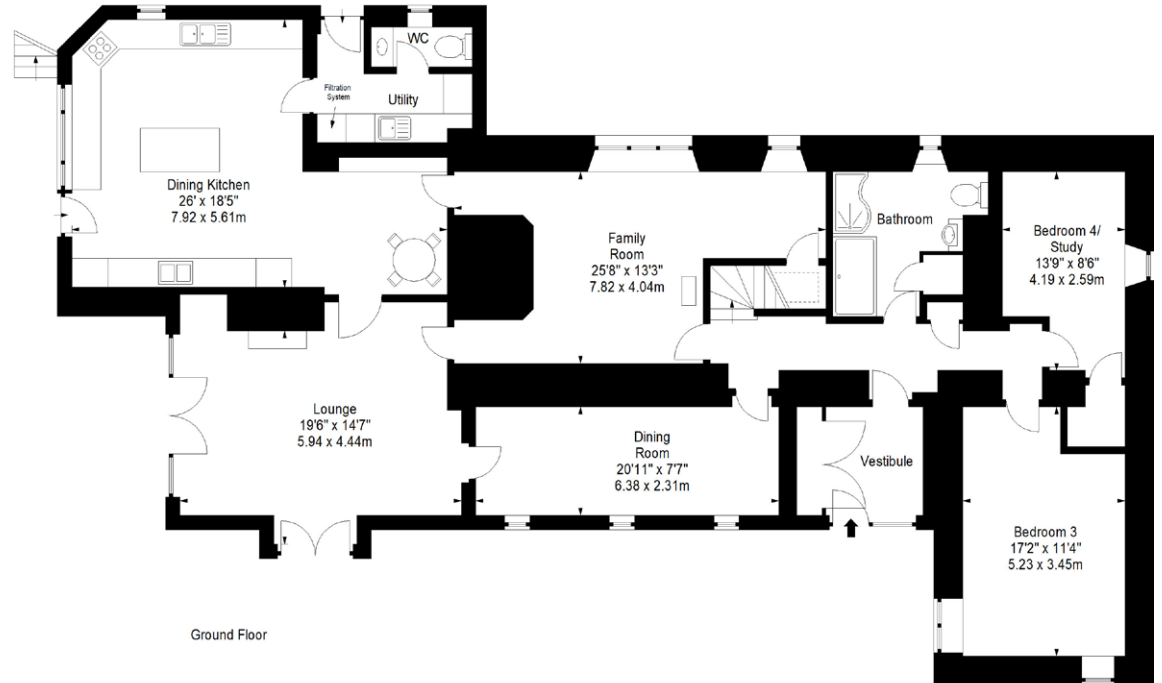 WC
Filtration
System
Utility
Dining Kitchen
26' x 18'5"
7.92 x 5.61m
Family
Room
25'8" x 13'3"
7.82 x 4.04m
Bathroom
Bedroom 4/
Study
13'9" x 8'6"
4.19 x 2.59m
Lounge
19'6" x 14'7"
5.94 x 4.44m
Dining
Room
20'11" x 7'7"
6.38 x 2.31m
Vestibule
Bedroom 3
17'2" x 11'4"
5.23 x 3.45m
Ground Floor